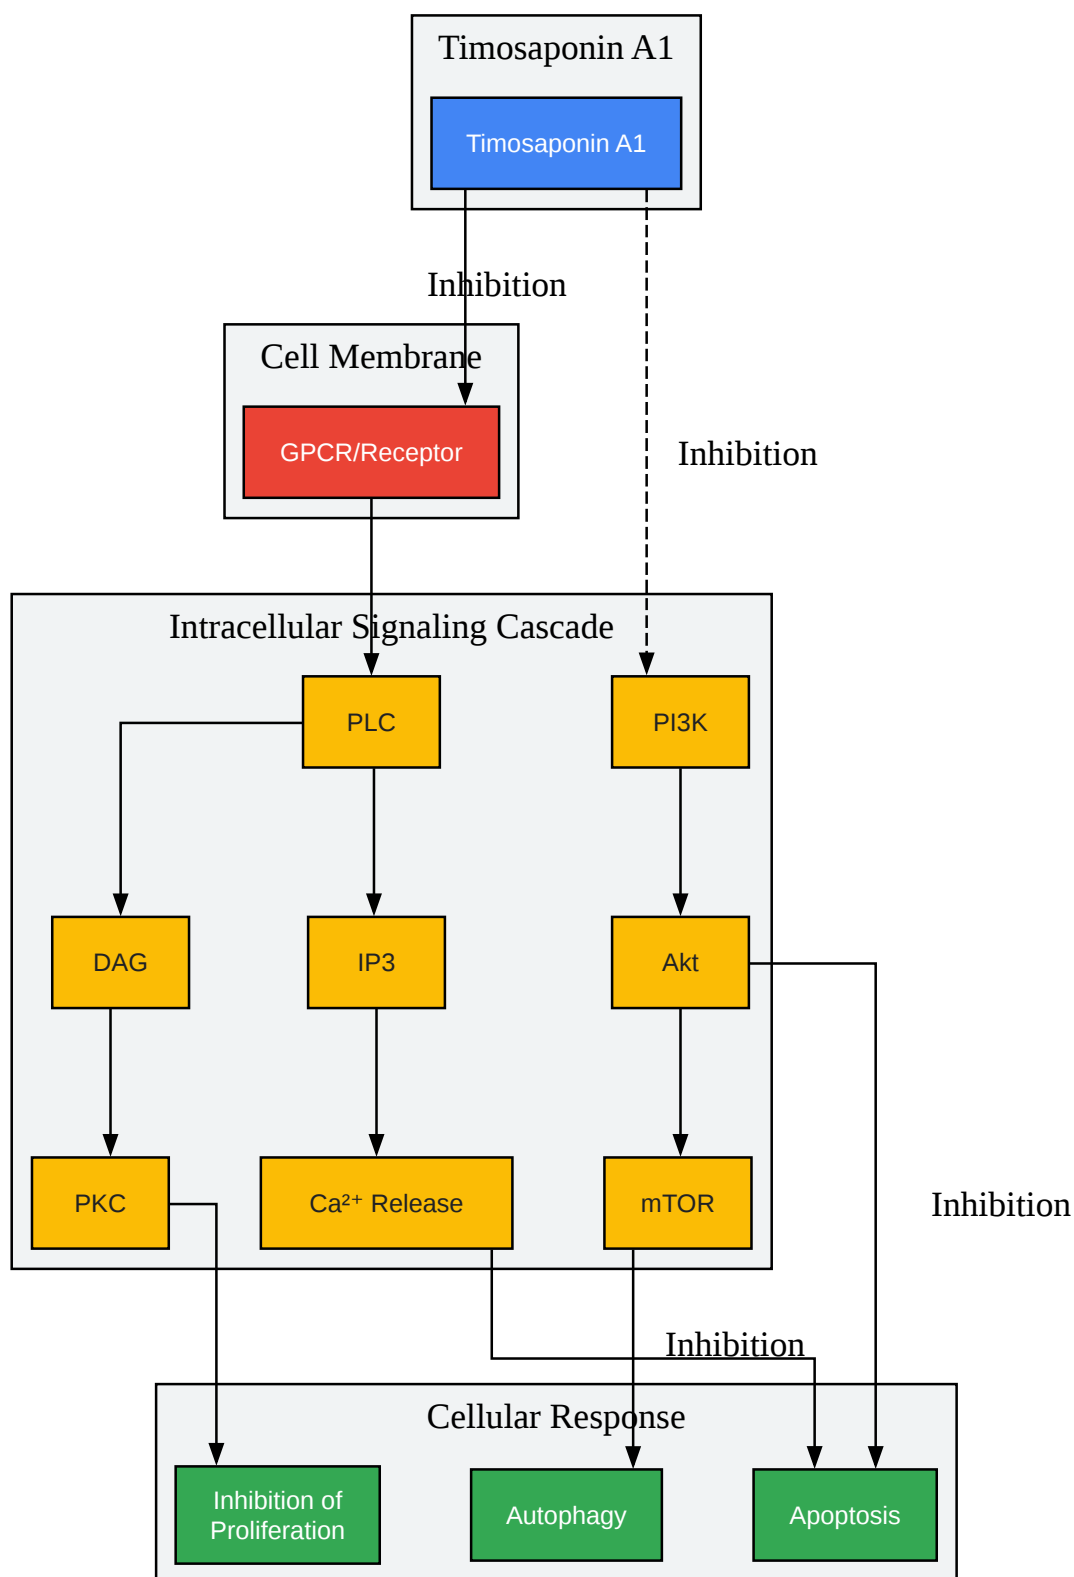 Timosaponin A1
Timosaponin A1
Inhibition
Cell Membrane
GPCR/Receptor
Inhibition
Intracellular Signaling Cascade
PLC
PI3K
DAG
IP3
Akt
PKC
Ca²⁺ Release
mTOR
Inhibition
Inhibition
Cellular Response
Inhibition of
Proliferation
Autophagy
Apoptosis